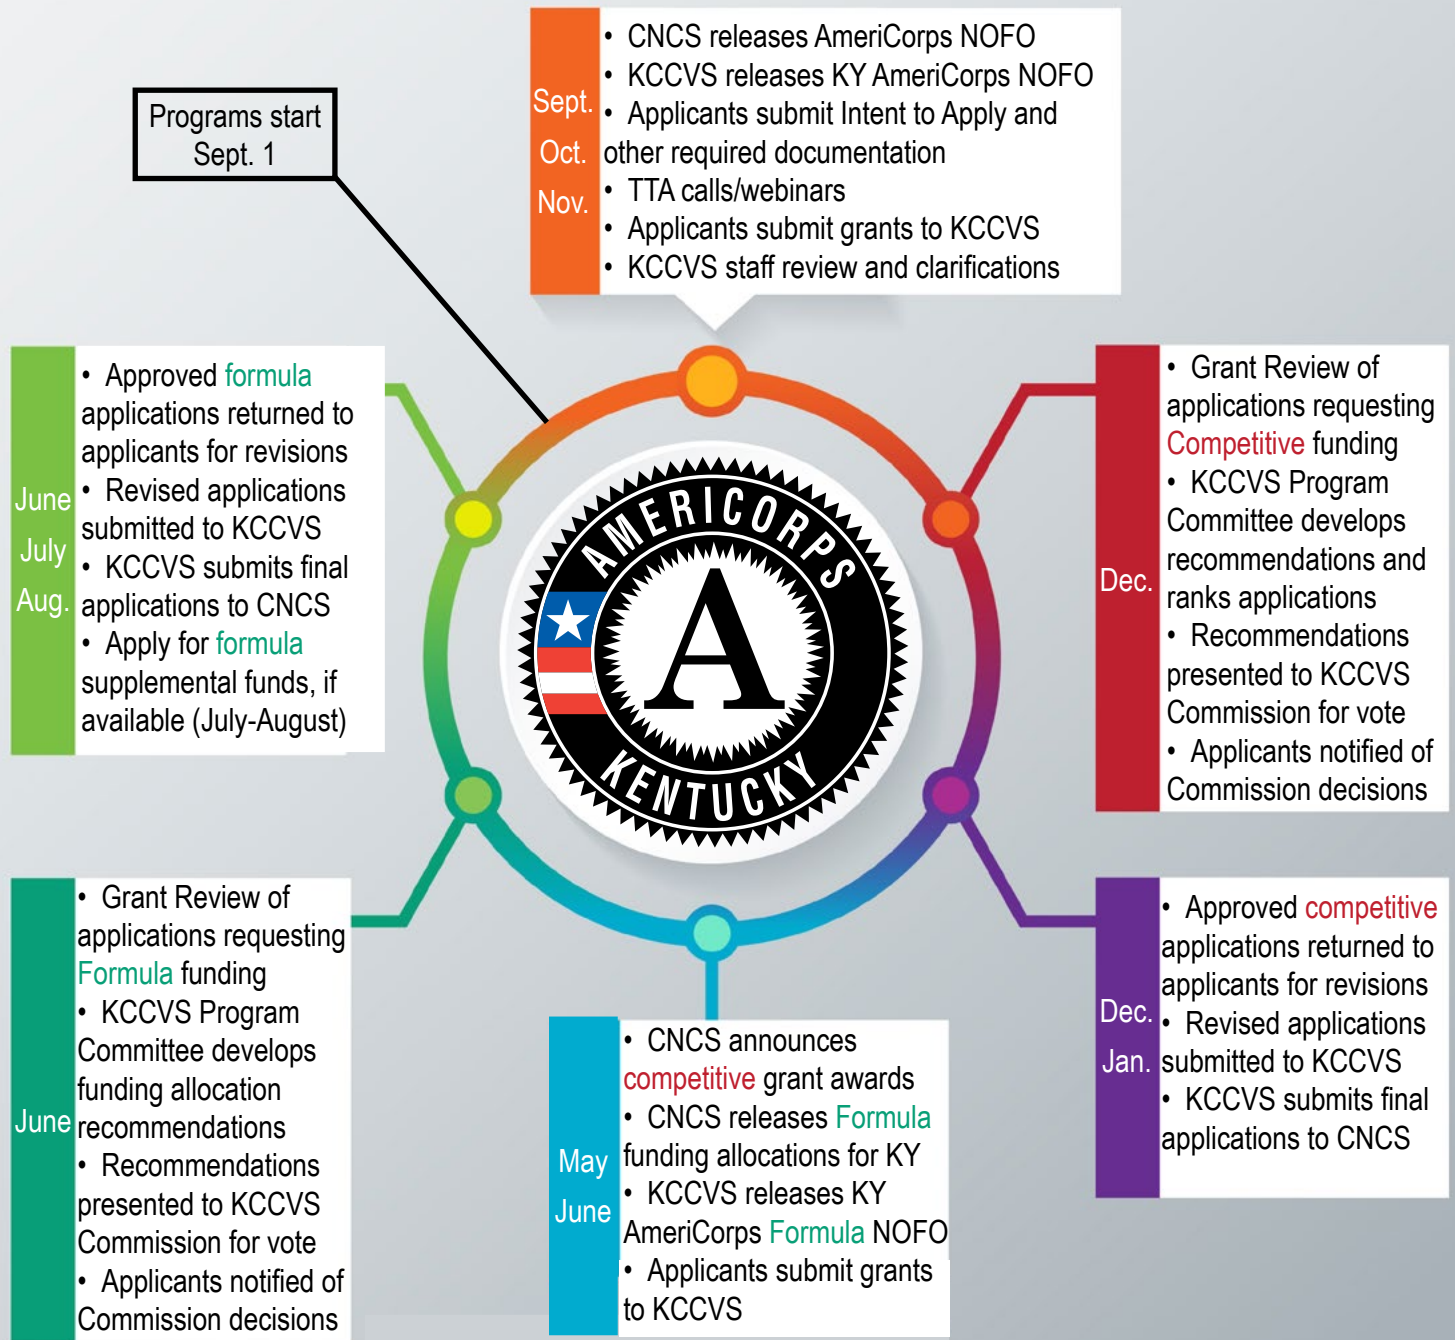 Programs start
Sept. 1
Sept.
Oct.
Nov.
• CNCS releases AmeriCorps NOFO
• KCCVS releases KY AmeriCorps NOFO
• Applicants submit Intent to Apply and
other required documentation
• TTA calls/webinars
• Applicants submit grants to KCCVS
• KCCVS staff review and clarifications
Dec.
• Grant Review of
applications requesting
Competitive funding
• KCCVS Program
Committee develops
recommendations and
ranks applications
• Recommendations
presented to KCCVS
Commission for vote
• Applicants notified of
Commission decisions
Dec.
Jan.
• Approved competitive
applications returned to
applicants for revisions
• Revised applications
submitted to KCCVS
• KCCVS submits final
applications to CNCS
May
June
• CNCS announces
competitive grant awards
• CNCS releases Formula
funding allocations for KY
• KCCVS releases KY
AmeriCorps Formula NOFO
• Applicants submit grants
to KCCVS
June
• Grant Review of
applications requesting
Formula funding
• KCCVS Program
Committee develops
funding allocation
recommendations
• Recommendations
presented to KCCVS
Commission for vote
• Applicants notified of
Commission decisions
June
July
Aug.
• Approved formula
applications returned to
applicants for revisions
• Revised applications
submitted to KCCVS
• KCCVS submits final
applications to CNCS
• Apply for formula
supplemental funds, if
available (July-August)
AMERICORPS
A
KENTUCKY